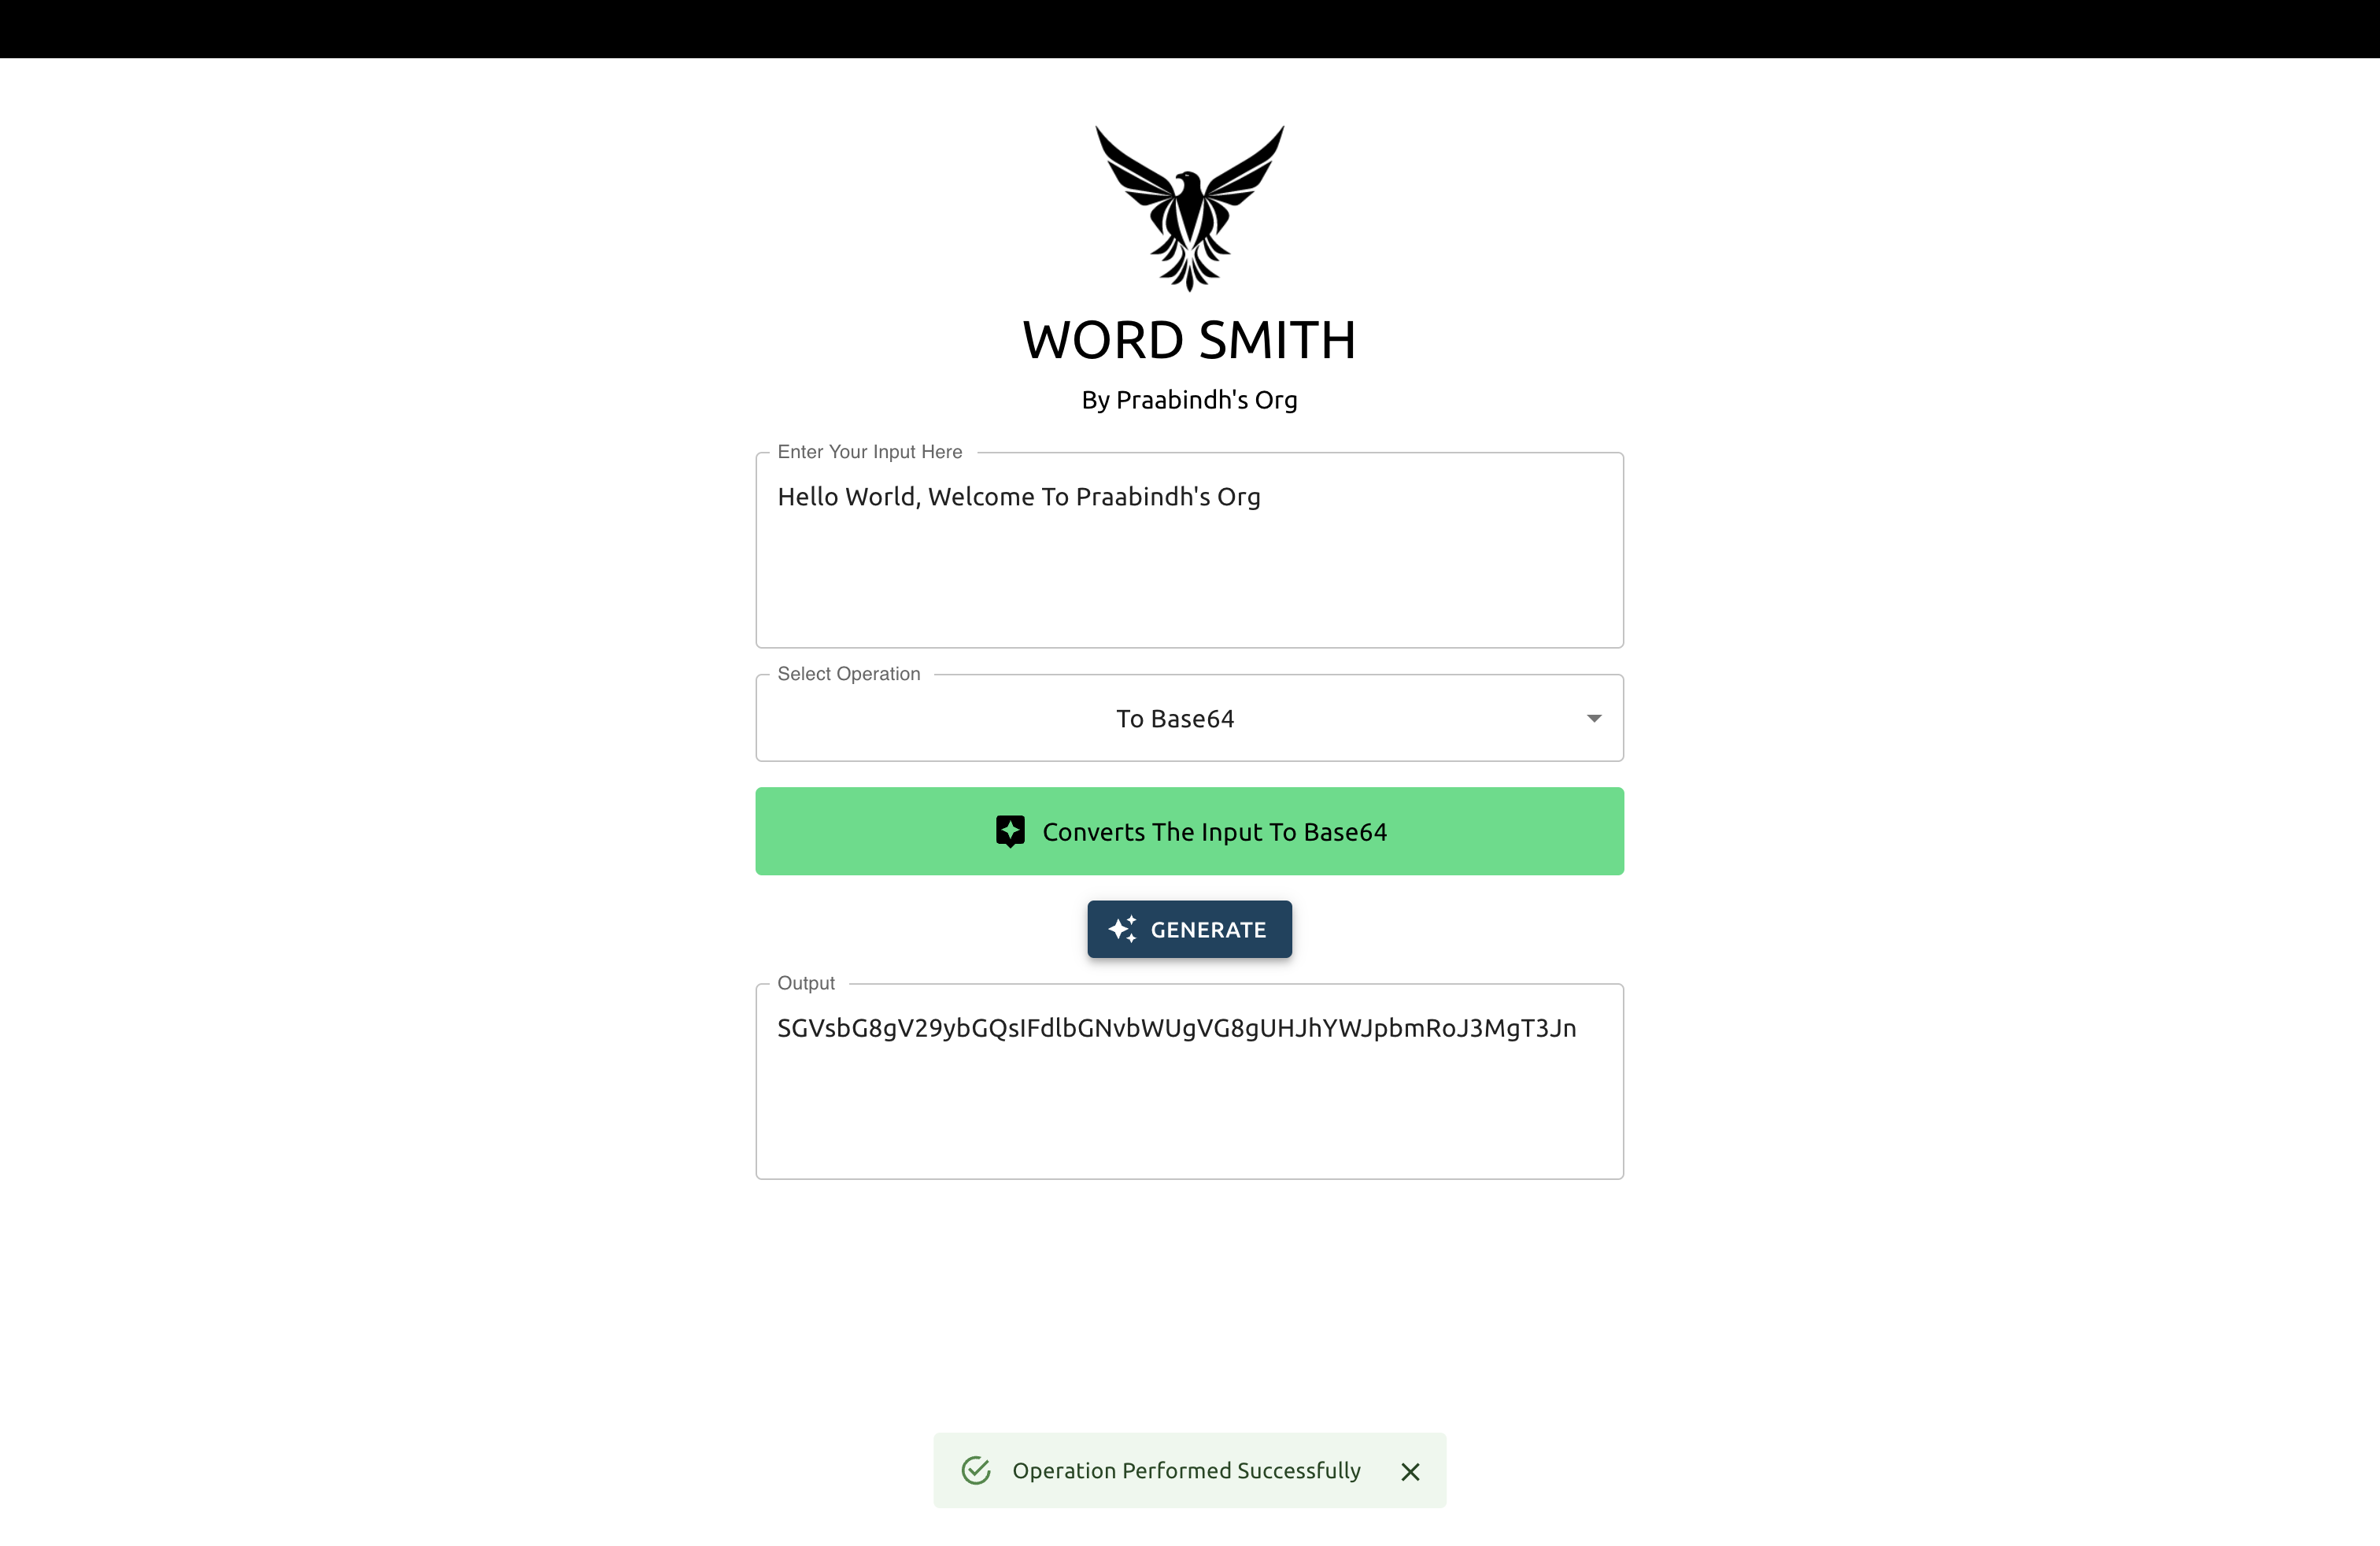 WORD SMITH
By Praabindh's Org
Enter Your Input Here
Hello World, Welcome To Praabindh's Org
Select Operation
To Base64
Converts The Input To Base64
GENERATE
Output
SGVsbG8gV29ybGQsIFdlbGNvbWUgVG8gUHJhYWJpbmRoJ3MgT3Jn
Operation Performed Successfully